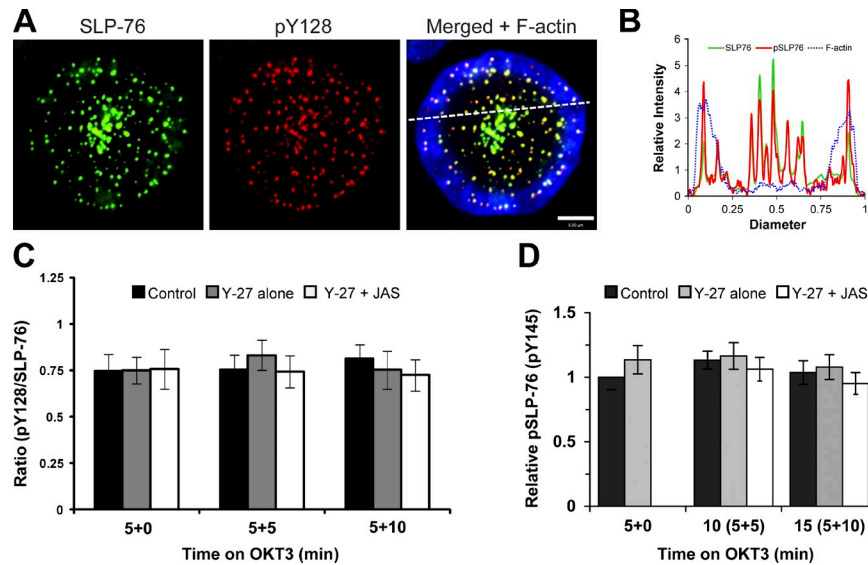 A
SLP-76
pY128
Merged + F-actin
5.00 µm
B
SLP76
pSLP76
F-actin
Relative Intensity
6
5
4
3
2
1
0
0
0.25
0.5
0.75
1
Diameter
C
Control
Y-27 alone
Y-27 + JAS
Ratio (pY128/SLP-76)
1.25
1
0.75
0.5
0.25
0
5+0
5+5
5+10
Time on OKT3 (min)
D
Control
Y-27 alone
Y-27 + JAS
Relative pSLP-76 (pY145)
1.5
1
0.5
0
5+0
10 (5+5)
15 (5+10)
Time on OKT3 (min)